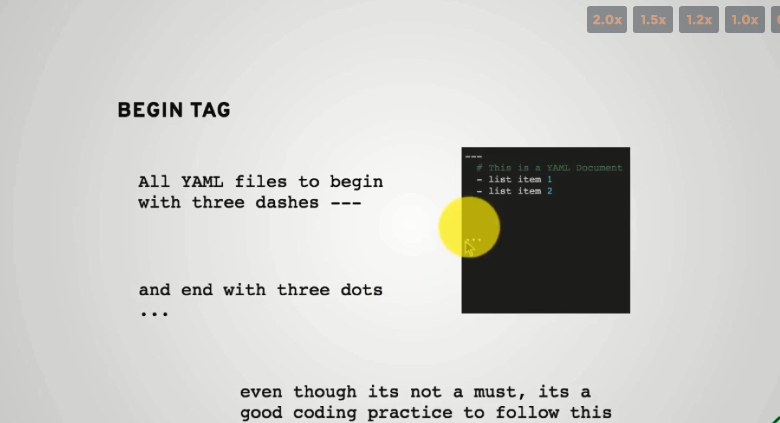 2.0x 1.5x 1.2x 1.0x
BEGIN TAG
All YAML files to begin
with three dashes ---
---
# This is a YAML Document
- list item 1
- list item 2
...
and end with three dots
...
even though its not a must, its a
good coding practice to follow this